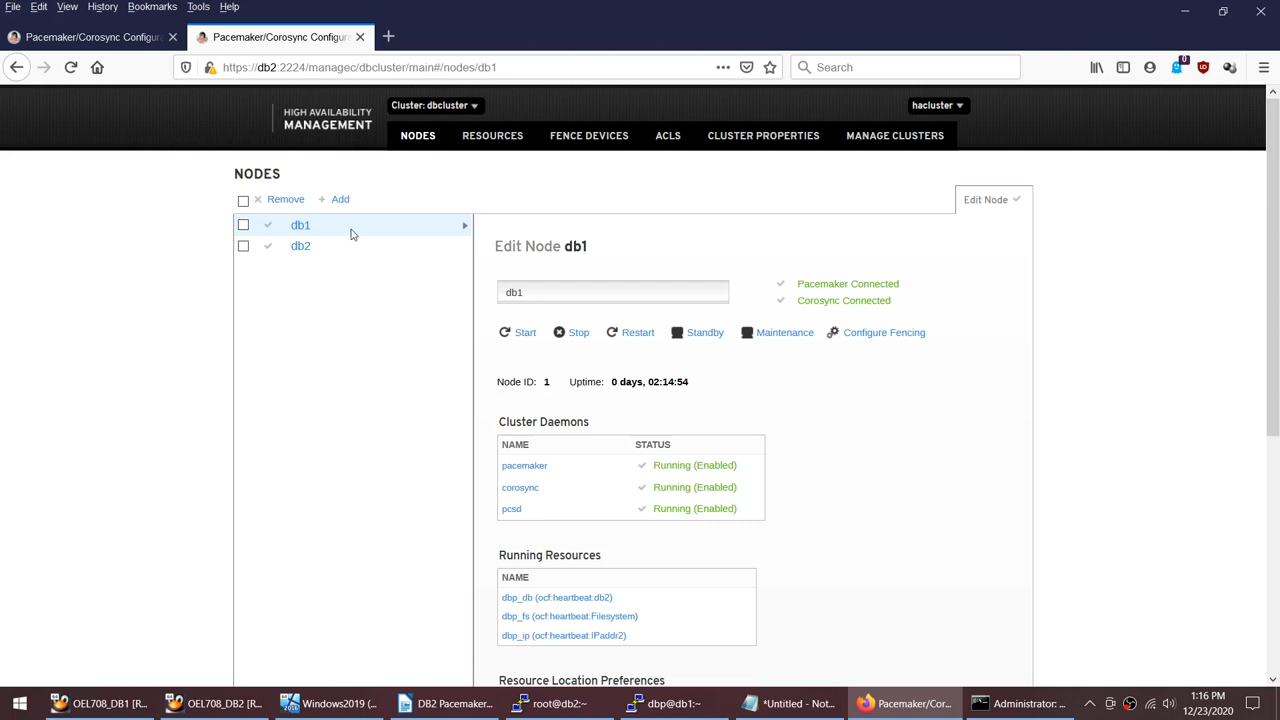 File Edit View History Bookmarks Tools Help
Pacemaker/Corosync Configura Pacemaker/Corosync Configura
https://db2:2224/managec/dbcluster/main#/nodes/db1 Search
0
HIGH AVAILABILITY
MANAGEMENT
Cluster: dbcluster hacluster
NODES RESOURCES FENCE DEVICES ACLS CLUSTER PROPERTIES MANAGE CLUSTERS
NODES
Remove Add
Edit Node
db1
db2
Edit Node db1
db1
Pacemaker Connected
Corosync Connected
Start Stop Restart Standby Maintenance Configure Fencing
Node ID: 1 Uptime: 0 days, 02:14:54
Cluster Daemons
NAME STATUS
pacemaker Running (Enabled)
corosync Running (Enabled)
pcsd Running (Enabled)
Running Resources
NAME
dbp_db (ocf:heartbeat:db2)
dbp_fs (ocf:heartbeat:Filesystem)
dbp_ip (ocf:heartbeat:IPaddr2)
Resource Location Preferences
OEL708_DB1 [R... OEL708_DB2 [R... Windows2019 (... DB2 Pacemaker... root@db2:~ dbp@db1:~ *Untitled - Not... Pacemaker/Cor... Administrator: ...
1:16 PM
12/23/2020